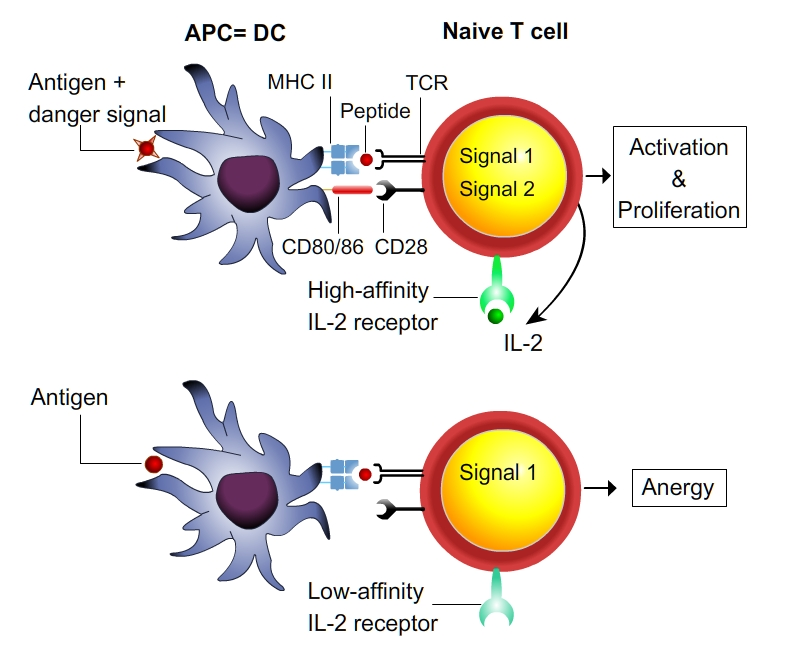 APC= DC
Naive T cell
Antigen +
danger signal
MHC II
Peptide
TCR
Signal 1
Signal 2
Activation
&
Proliferation
CD80/86
CD28
High-affinity
IL-2 receptor
IL-2
Antigen
Signal 1
Anergy
Low-affinity
IL-2 receptor